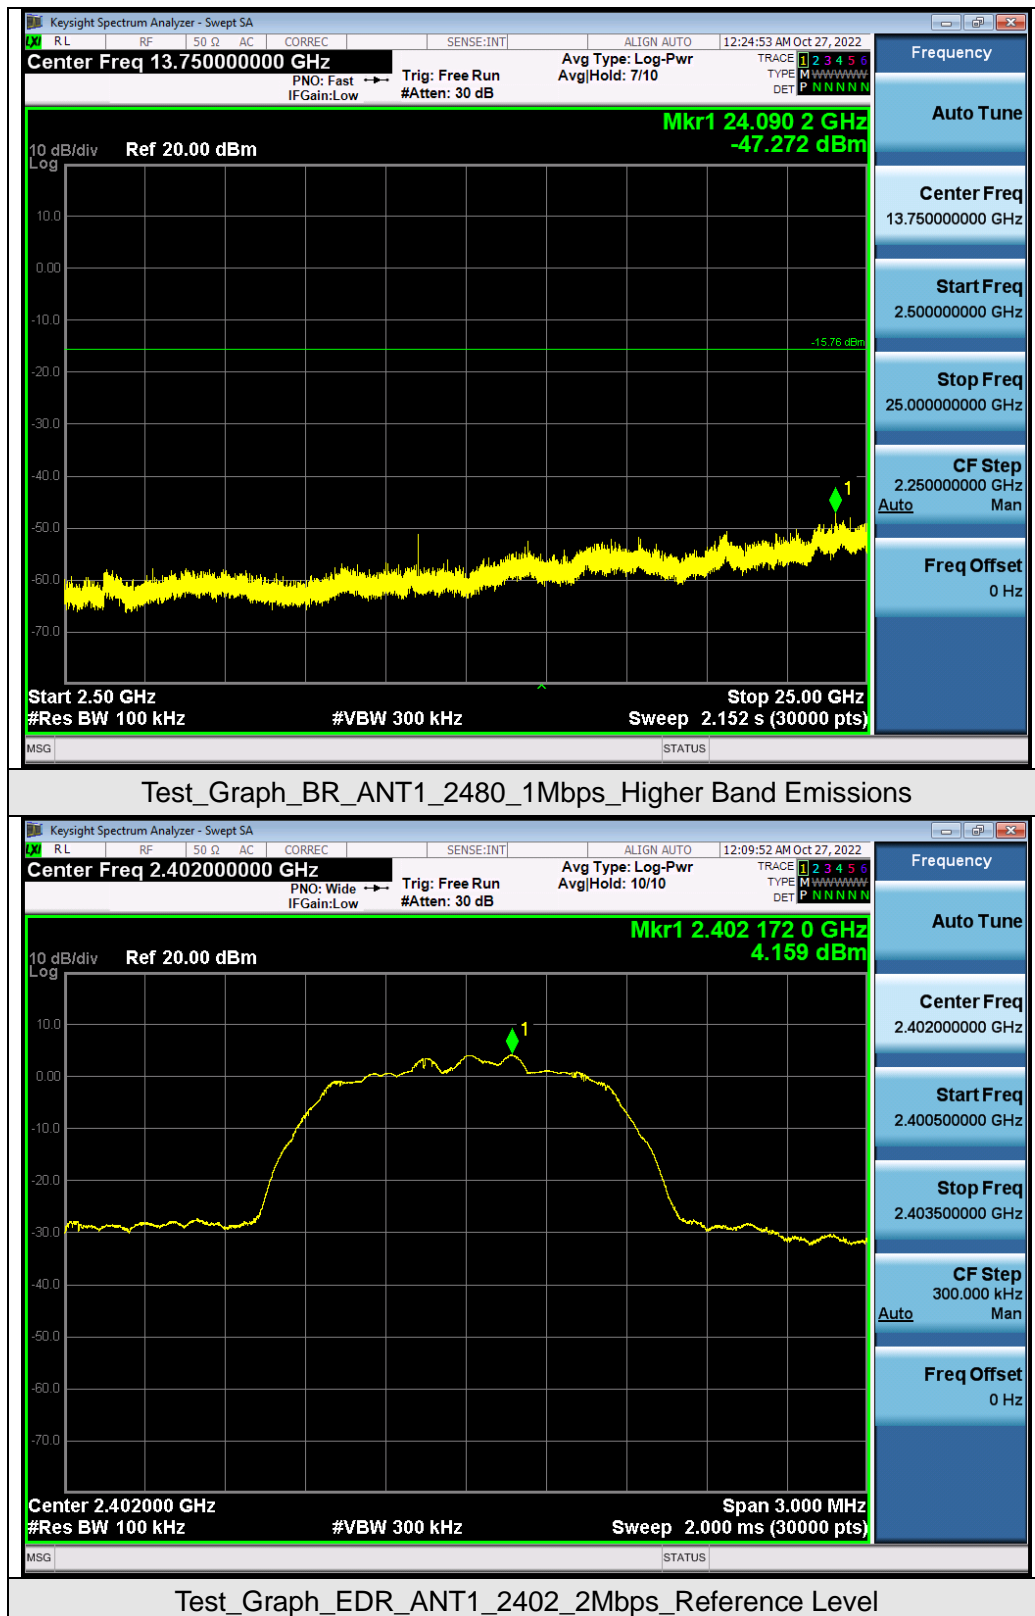 Keysight Spectrum Analyzer - Swept SA
LXI RL RF 50 Ω AC CORREC SENSE:INT ALIGN AUTO 12:24:53 AM Oct 27, 2022
Center Freq 13.750000000 GHz
PNO: Fast
IFGain:Low
Trig: Free Run
#Atten: 30 dB
Avg Type: Log-Pwr
Avg|Hold: 7/10
TRACE 1 2 3 4 5 6
TYPE M WWWWW
DET P N N N N N
Frequency
Mkr1 24.090 2 GHz
-47.272 dBm
10 dB/div Ref 20.00 dBm
Log
10.0
0.00
-10.0
-15.76 dBm
-20.0
-30.0
-40.0
1
-50.0
-60.0
-70.0
Start 2.50 GHz Stop 25.00 GHz
#Res BW 100 kHz #VBW 300 kHz Sweep 2.152 s (30000 pts)
Auto Tune
Center Freq
13.750000000 GHz
Start Freq
2.500000000 GHz
Stop Freq
25.000000000 GHz
CF Step
2.250000000 GHz
Auto Man
Freq Offset
0 Hz
MSG STATUS
Test_Graph_BR_ANT1_2480_1Mbps_Higher Band Emissions
Keysight Spectrum Analyzer - Swept SA
LXI RL RF 50 Ω AC CORREC SENSE:INT ALIGN AUTO 12:09:52 AM Oct 27, 2022
Center Freq 2.402000000 GHz
PNO: Wide
IFGain:Low
Trig: Free Run
#Atten: 30 dB
Avg Type: Log-Pwr
Avg|Hold: 10/10
TRACE 1 2 3 4 5 6
TYPE M WWWWW
DET P N N N N N
Frequency
Mkr1 2.402 172 0 GHz
4.159 dBm
10 dB/div Ref 20.00 dBm
Log
10.0
1
0.00
-10.0
-20.0
-30.0
-40.0
-50.0
-60.0
-70.0
Center 2.402000 GHz Span 3.000 MHz
#Res BW 100 kHz #VBW 300 kHz Sweep 2.000 ms (30000 pts)
Auto Tune
Center Freq
2.402000000 GHz
Start Freq
2.400500000 GHz
Stop Freq
2.403500000 GHz
CF Step
300.000 kHz
Auto Man
Freq Offset
0 Hz
MSG STATUS
Test_Graph_EDR_ANT1_2402_2Mbps_Reference Level